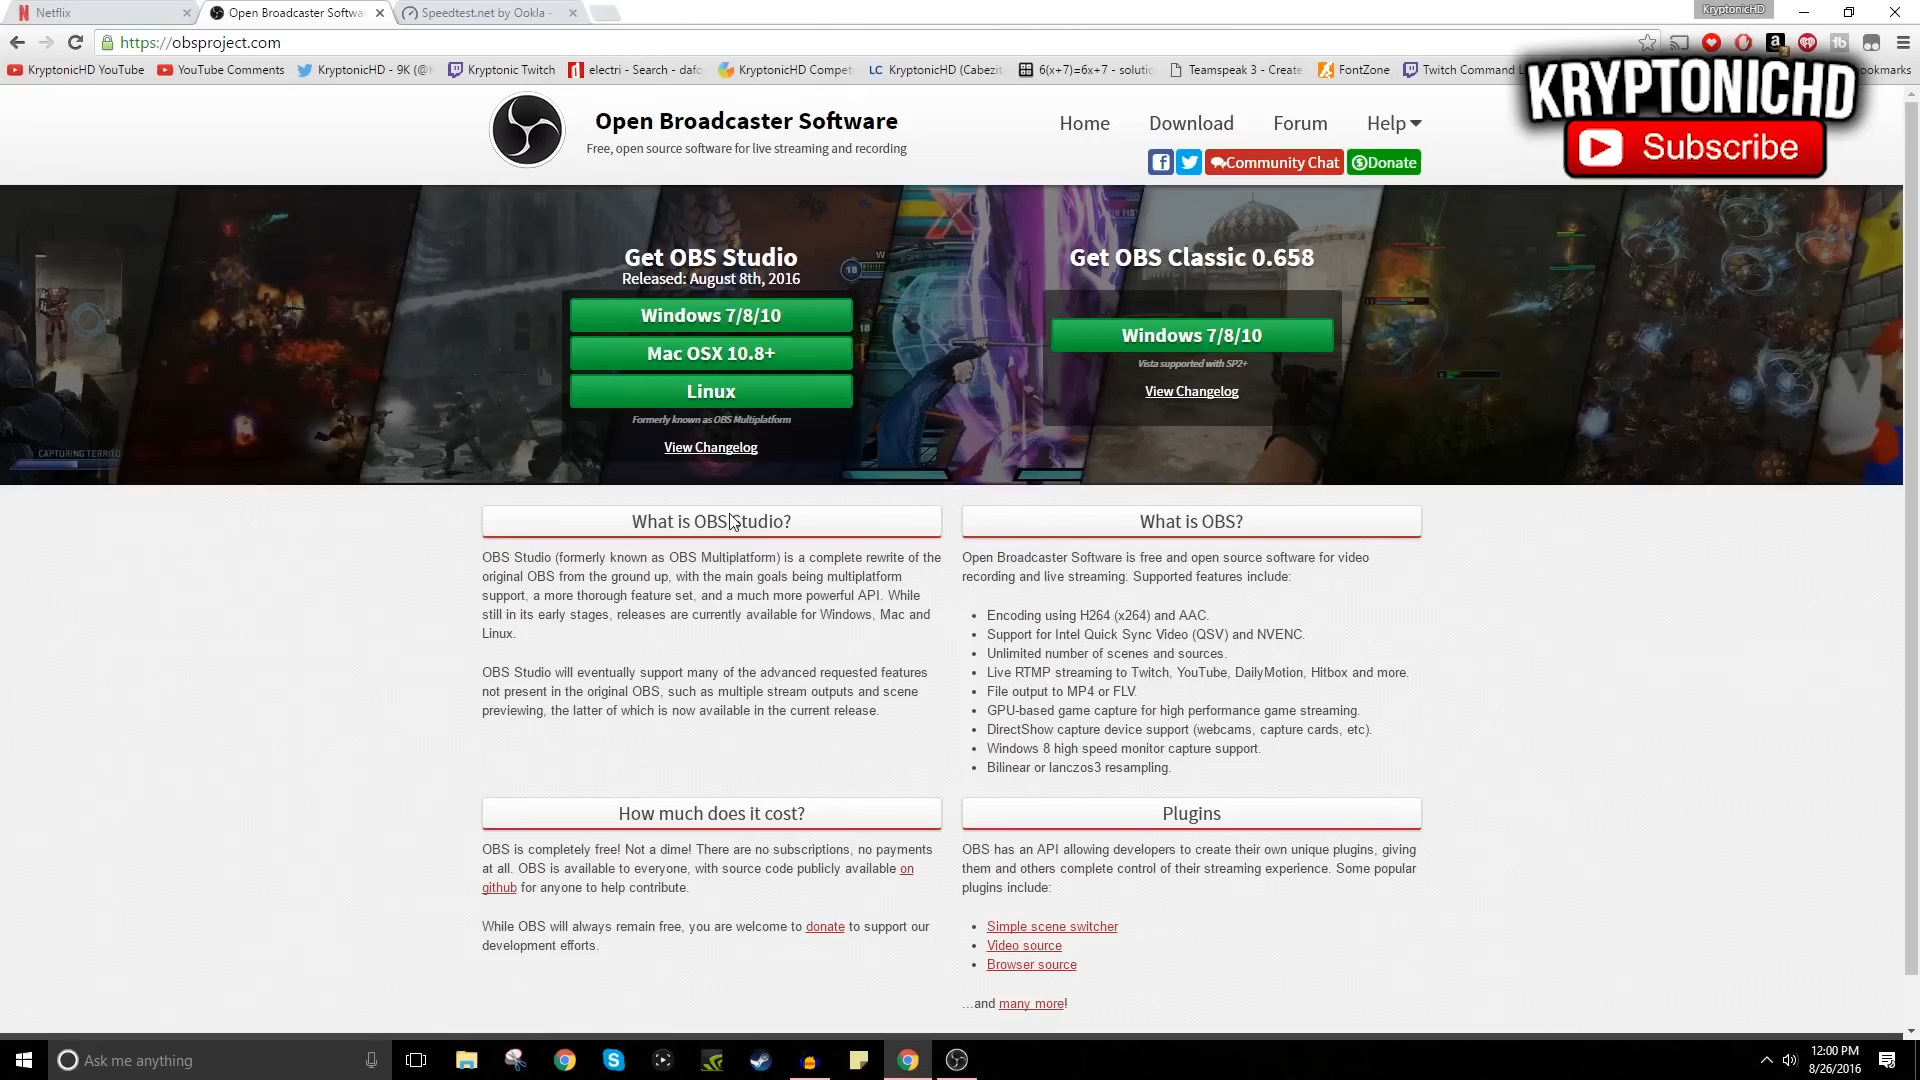 Netflix
Open Broadcaster Softwa
Speedtest.net by Ookla -
KryptonicHD
https://obsproject.com
KryptonicHD YouTube
YouTube Comments
KryptonicHD - 9K (@
Kryptonic Twitch
electri - Search - dafo
KryptonicHD Compet
LC KryptonicHD (Cabezit
6(x+7)=6x+7 - solutio
Teamspeak 3 - Create
FontZone
Twitch Command L
ookmarks
KRYPTONICHD
Subscribe
Open Broadcaster Software
Free, open source software for live streaming and recording
Home
Download
Forum
Help
Community Chat
Donate
Get OBS Studio
Released: August 8th, 2016
Windows 7/8/10
Mac OSX 10.8+
Linux
Formerly known as OBS Multiplatform
View Changelog
Get OBS Classic 0.658
Windows 7/8/10
Vista supported with SP2+
View Changelog
18
18
CAPTURING TERRITO
What is OBS Studio?
OBS Studio (formerly known as OBS Multiplatform) is a complete rewrite of the
original OBS from the ground up, with the main goals being multiplatform
support, a more thorough feature set, and a much more powerful API. While
still in its early stages, releases are currently available for Windows, Mac and
Linux.
OBS Studio will eventually support many of the advanced requested features
not present in the original OBS, such as multiple stream outputs and scene
previewing, the latter of which is now available in the current release.
What is OBS?
Open Broadcaster Software is free and open source software for video
recording and live streaming. Supported features include:
Encoding using H264 (x264) and AAC.
Support for Intel Quick Sync Video (QSV) and NVENC.
Unlimited number of scenes and sources.
Live RTMP streaming to Twitch, YouTube, DailyMotion, Hitbox and more.
File output to MP4 or FLV.
GPU-based game capture for high performance game streaming.
DirectShow capture device support (webcams, capture cards, etc).
Windows 8 high speed monitor capture support.
Bilinear or lanczos3 resampling.
How much does it cost?
OBS is completely free! Not a dime! There are no subscriptions, no payments
at all. OBS is available to everyone, with source code publicly available on
github for anyone to help contribute.
While OBS will always remain free, you are welcome to donate to support our
development efforts.
Plugins
OBS has an API allowing developers to create their own unique plugins, giving
them and others complete control of their streaming experience. Some popular
plugins include:
Simple scene switcher
Video source
Browser source
...and many more!
Ask me anything
12:00 PM
8/26/2016